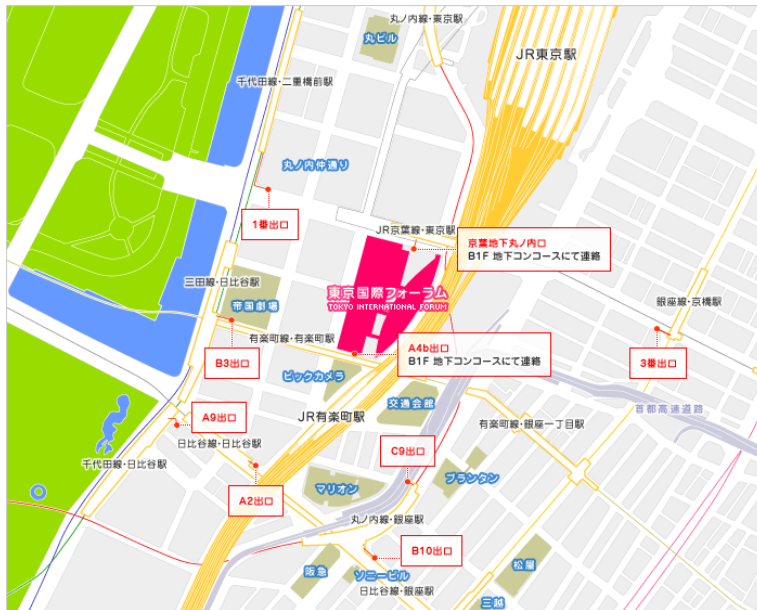 丸ノ内線・東京駅
丸ビル
JR東京駅
千代田線・二重橋前駅
丸ノ内仲通り
1番出口
JR京葉線・東京駅
京葉地下丸ノ内口
B1F 地下コンコースにて連絡
三田線・日比谷駅
東京国際フォーラム
TOKYO INTERNATIONAL FORUM
帝国劇場
銀座線・京橋駅
有楽町線・有楽町駅
A4b出口
B1F 地下コンコースにて連絡
B3出口
3番出口
ビックカメラ
交通会館
首都高速道路
A9出口
JR有楽町駅
有楽町線・銀座一丁目駅
日比谷線・日比谷駅
C9出口
千代田線・日比谷駅
プランタン
マリオン
A2出口
丸ノ内線・銀座駅
B10出口
松屋
阪急
ソニービル
日比谷線・銀座駅
三越